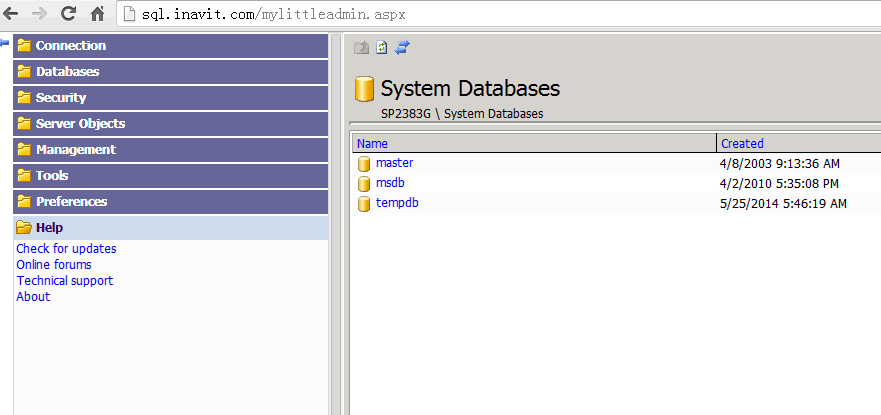 sql.inavit.com/mylittleadmin.aspx
Connection
Databases
Security
Server Objects
Management
Tools
Preferences
Help
Check for updates
Online forums
Technical support
About
System Databases
SP2383G \ System Databases
Name Created
master 4/8/2003 9:13:36 AM
msdb 4/2/2010 5:35:08 PM
tempdb 5/25/2014 5:46:19 AM